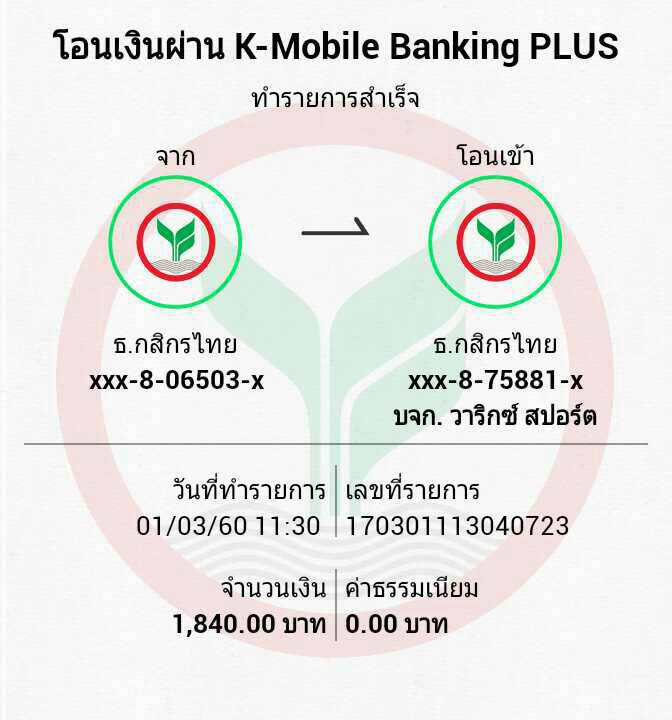 โอนเงินผ่าน K-Mobile Banking PLUS
ทำรายการสำเร็จ
จาก
โอนเข้า
ธ.กสิกรไทย
xxx-8-06503-x
ธ.กสิกรไทย
xxx-8-75881-x
บจก. วาริกซ์ สปอร์ต
วันที่ทำรายการ
01/03/60 11:30
เลขที่รายการ
170301113040723
จำนวนเงิน
1,840.00 บาท
ค่าธรรมเนียม
0.00 บาท